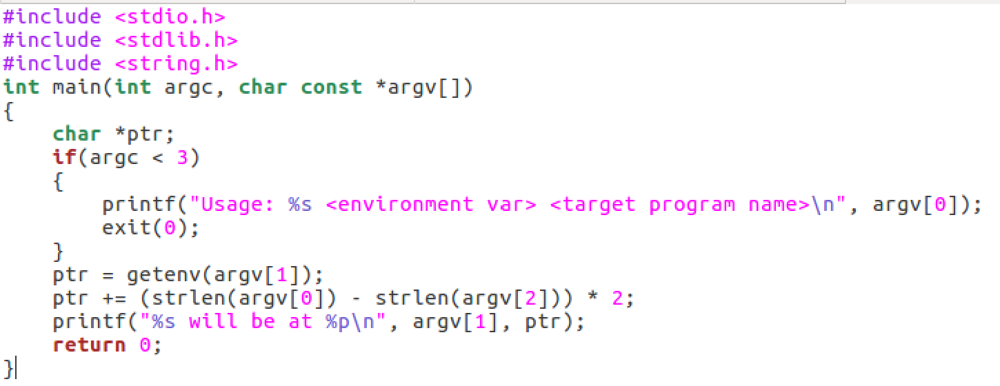 #include <stdio.h>
#include <stdlib.h>
#include <string.h>
int main(int argc, char const *argv[])
{
    char *ptr;
    if(argc < 3)
    {
        printf("Usage: %s <environment var> <target program name>\n", argv[0]);
        exit(0);
    }
    ptr = getenv(argv[1]);
    ptr += (strlen(argv[0]) - strlen(argv[2])) * 2;
    printf("%s will be at %p\n", argv[1], ptr);
    return 0;
}